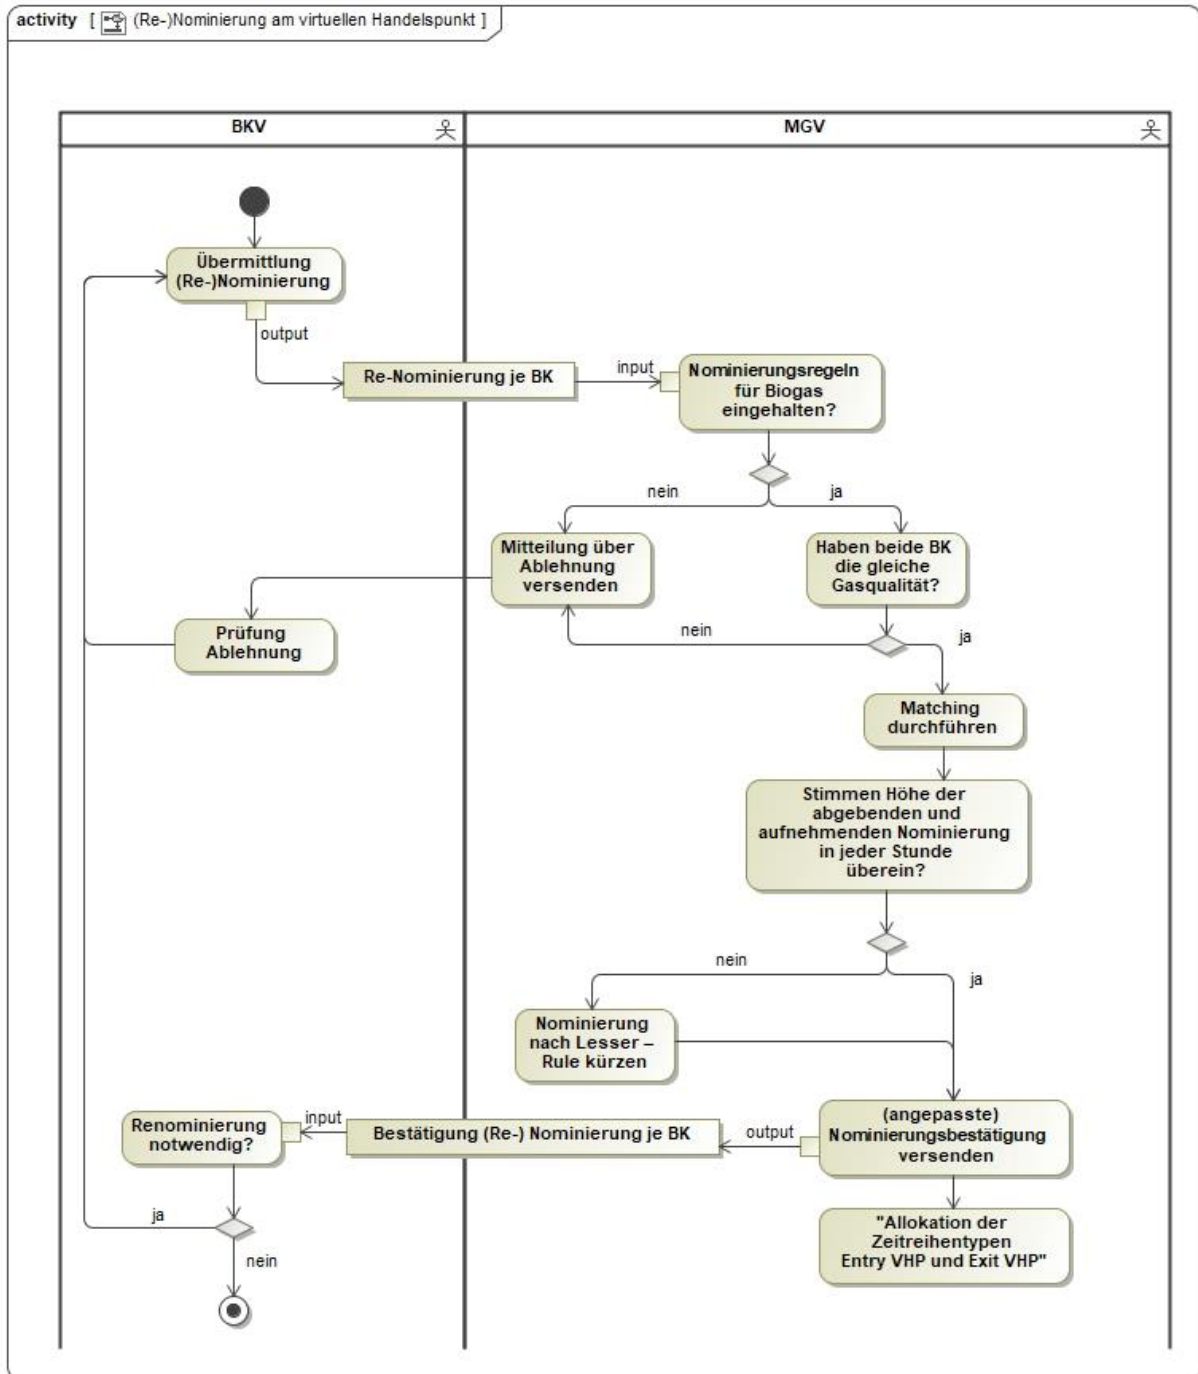 activity [ (Re-)Nominierung am virtuellen Handelspunkt ]
BKV
MGV
Übermittlung
(Re-)Nominierung
output
Re-Nominierung je BK
input
Nominierungsregeln
für Biogas
eingehalten?
nein
ja
Mitteilung über
Ablehnung
versenden
Haben beide BK
die gleiche
Gasqualität?
Prüfung
Ablehnung
nein
ja
Matching
durchführen
Stimmen Höhe der
abgebenden und
aufnehmenden Nominierung
in jeder Stunde
überein?
nein
ja
Nominierung
nach Lesser –
Rule kürzen
(angepasste)
Nominierungsbestätigung
versenden
output
Bestätigung (Re-) Nominierung je BK
input
Renominierung
notwendig?
ja
nein
"Allokation der
Zeitreihentypen
Entry VHP und Exit VHP"